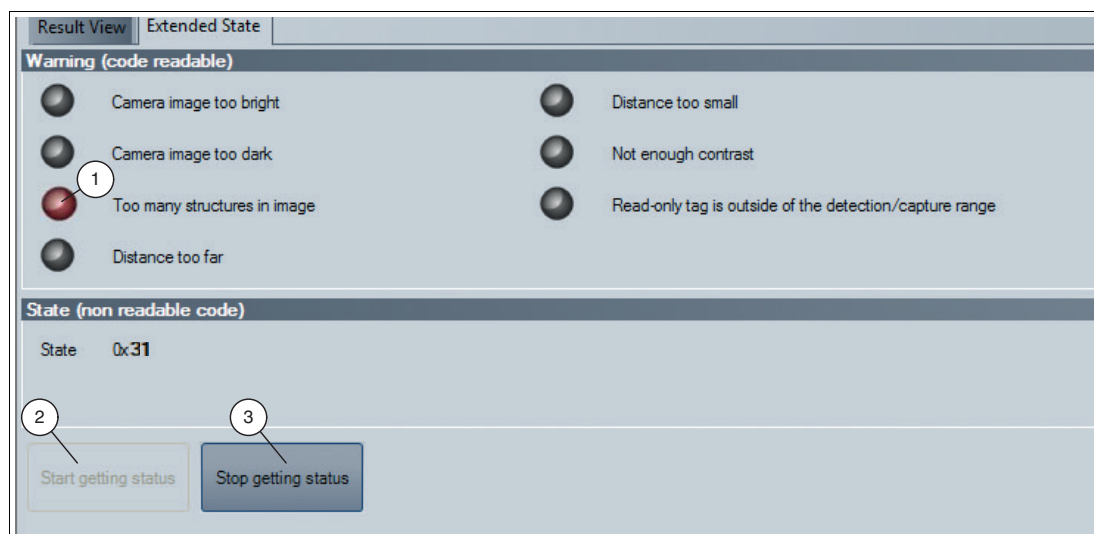 Result View Extended State
Warning (code readable)
Camera image too bright Distance too small
Camera image too dark Not enough contrast
1
Too many structures in image Read-only tag is outside of the detection/capture range
Distance too far
State (non readable code)
State 0x31
2 3
Start getting status Stop getting status